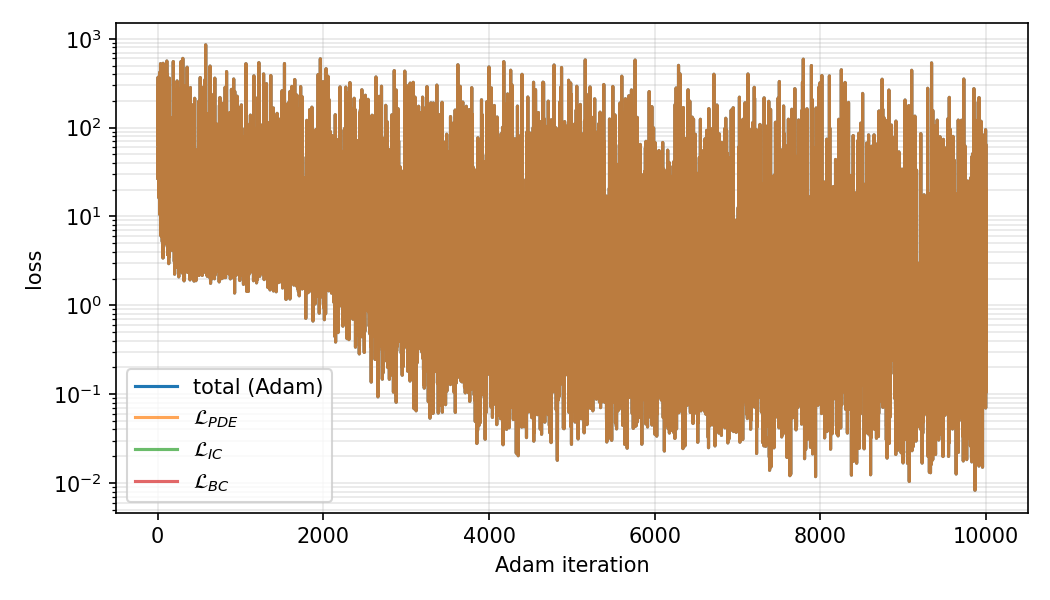 10³
10²
10¹
10⁰
10⁻¹
10⁻²
loss
total (Adam)
ℒ_PDE
ℒ_IC
ℒ_BC
0 2000 4000 6000 8000 10000
Adam iteration